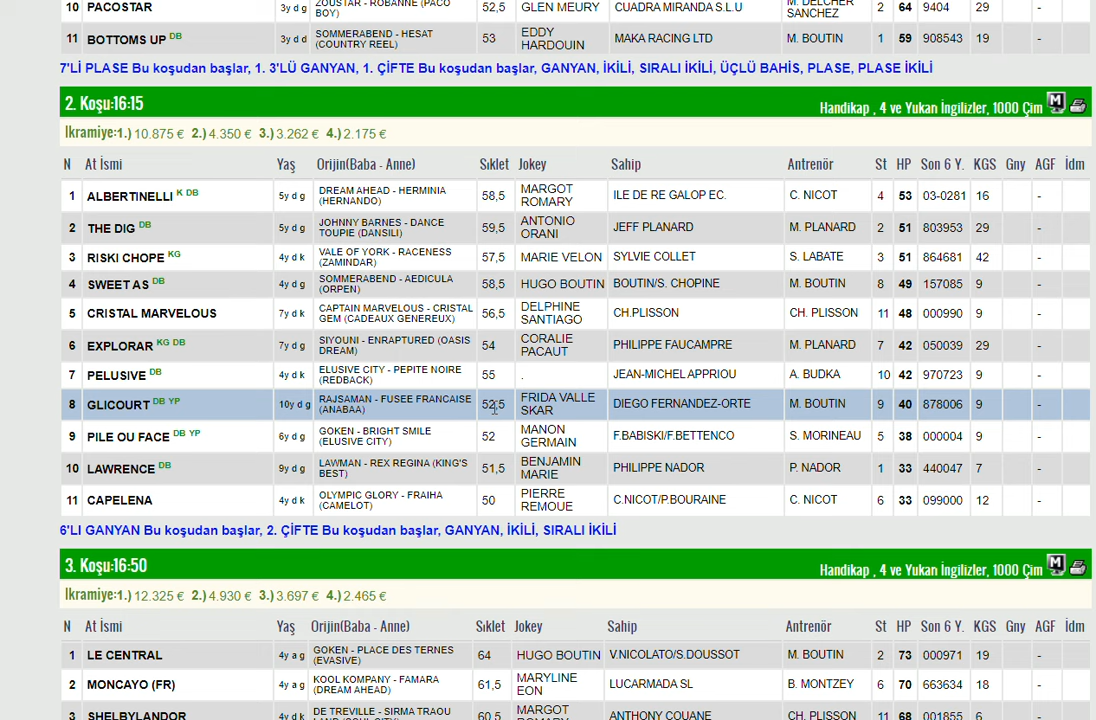 10 PACOSTAR 3y d g ZOUSTAR - ROBANNE (PACO BOY) 52,5 GLEN MEURY CUADRA MIRANDA S.L.U M. DELCHER SANCHEZ 2 64 9404 29 -
11 BOTTOMS UP DB 3y d d SOMMERABEND - HESAT (COUNTRY REEL) 53 EDDY HARDOUIN MAKA RACING LTD M. BOUTIN 1 59 908543 19 -
7'Lİ PLASE Bu koşudan başlar, 1. 3'LÜ GANYAN, 1. ÇİFTE Bu koşudan başlar, GANYAN, İKİLİ, SIRALI İKİLİ, ÜÇLÜ BAHİS, PLASE, PLASE İKİLİ
2. Koşu:16:15 Handikap , 4 ve Yukarı İngilizler, 1000 Çim M
İkramiye:1.) 10.875 € 2.) 4.350 € 3.) 3.262 € 4.) 2.175 €
N At İsmi Yaş Orijin(Baba - Anne) Sıklet Jokey Sahip Antrenör St HP Son 6 Y. KGS Gny AGF İdm
1 ALBERTINELLI K DB 5y d g DREAM AHEAD - HERMINIA (HERNANDO) 58,5 MARGOT ROMARY ILE DE RE GALOP EC. C. NICOT 4 53 03-0281 16 -
2 THE DIG DB 5y d g JOHNNY BARNES - DANCE TOUPIE (DANSILI) 59,5 ANTONIO ORANI JEFF PLANARD M. PLANARD 2 51 803953 29 -
3 RISKI CHOPE KG 4y d k VALE OF YORK - RACENESS (ZAMINDAR) 57,5 MARIE VELON SYLVIE COLLET S. LABATE 3 51 864681 42 -
4 SWEET AS DB 4y d g SOMMERABEND - AEDICULA (ORPEN) 58,5 HUGO BOUTIN BOUTIN/S. CHOPINE M. BOUTIN 8 49 157085 9 -
5 CRISTAL MARVELOUS 7y d k CAPTAIN MARVELOUS - CRISTAL GEM (CADEAUX GENEREUX) 56,5 DELPHINE SANTIAGO CH.PLISSON CH. PLISSON 11 48 000990 9 -
6 EXPLORAR KG DB 7y d g SIYOUNI - ENRAPTURED (OASIS DREAM) 54 CORALIE PACAUT PHILIPPE FAUCAMPRE M. PLANARD 7 42 050039 29 -
7 PELUSIVE DB 4y d k ELUSIVE CITY - PEPITE NOIRE (REDBACK) 55 . JEAN-MICHEL APPRIOU A. BUDKA 10 42 970723 9 -
8 GLICOURT DB YP 10y d g RAJSAMAN - FUSEE FRANCAISE (ANABAA) 52,5 FRIDA VALLE SKAR DIEGO FERNANDEZ-ORTE M. BOUTIN 9 40 878006 9 -
9 PILE OU FACE DB YP 6y d g GOKEN - BRIGHT SMILE (ELUSIVE CITY) 52 MANON GERMAIN F.BABISKI/F.BETTENCO S. MORINEAU 5 38 000004 9 -
10 LAWRENCE DB 9y d g LAWMAN - REX REGINA (KING'S BEST) 51,5 BENJAMIN MARIE PHILIPPE NADOR P. NADOR 1 33 440047 7 -
11 CAPELENA 4y d k OLYMPIC GLORY - FRAIHA (CAMELOT) 50 PIERRE REMOUE C.NICOT/P.BOURAINE C. NICOT 6 33 099000 12 -
6'LI GANYAN Bu koşudan başlar, 2. ÇİFTE Bu koşudan başlar, GANYAN, İKİLİ, SIRALI İKİLİ
3. Koşu:16:50 Handikap , 4 ve Yukarı İngilizler, 1000 Çim M
İkramiye:1.) 12.325 € 2.) 4.930 € 3.) 3.697 € 4.) 2.465 €
N At İsmi Yaş Orijin(Baba - Anne) Sıklet Jokey Sahip Antrenör St HP Son 6 Y. KGS Gny AGF İdm
1 LE CENTRAL 4y a g GOKEN - PLACE DES TERNES (EVASIVE) 64 HUGO BOUTIN V.NICOLATO/S.DOUSSOT M. BOUTIN 2 73 000971 19 -
2 MONCAYO (FR) 4y a g KOOL KOMPANY - FAMARA (DREAM AHEAD) 61,5 MARYLINE EON LUCARMADA SL B. MONTZEY 6 70 663634 18 -
3 SHELBYLANDOR 4y d k DE TREVILLE - SIRMA TRAOU 60,5 MARGOT ANTHONY COUANE CH. PLISSON 11 68 001855 6 -